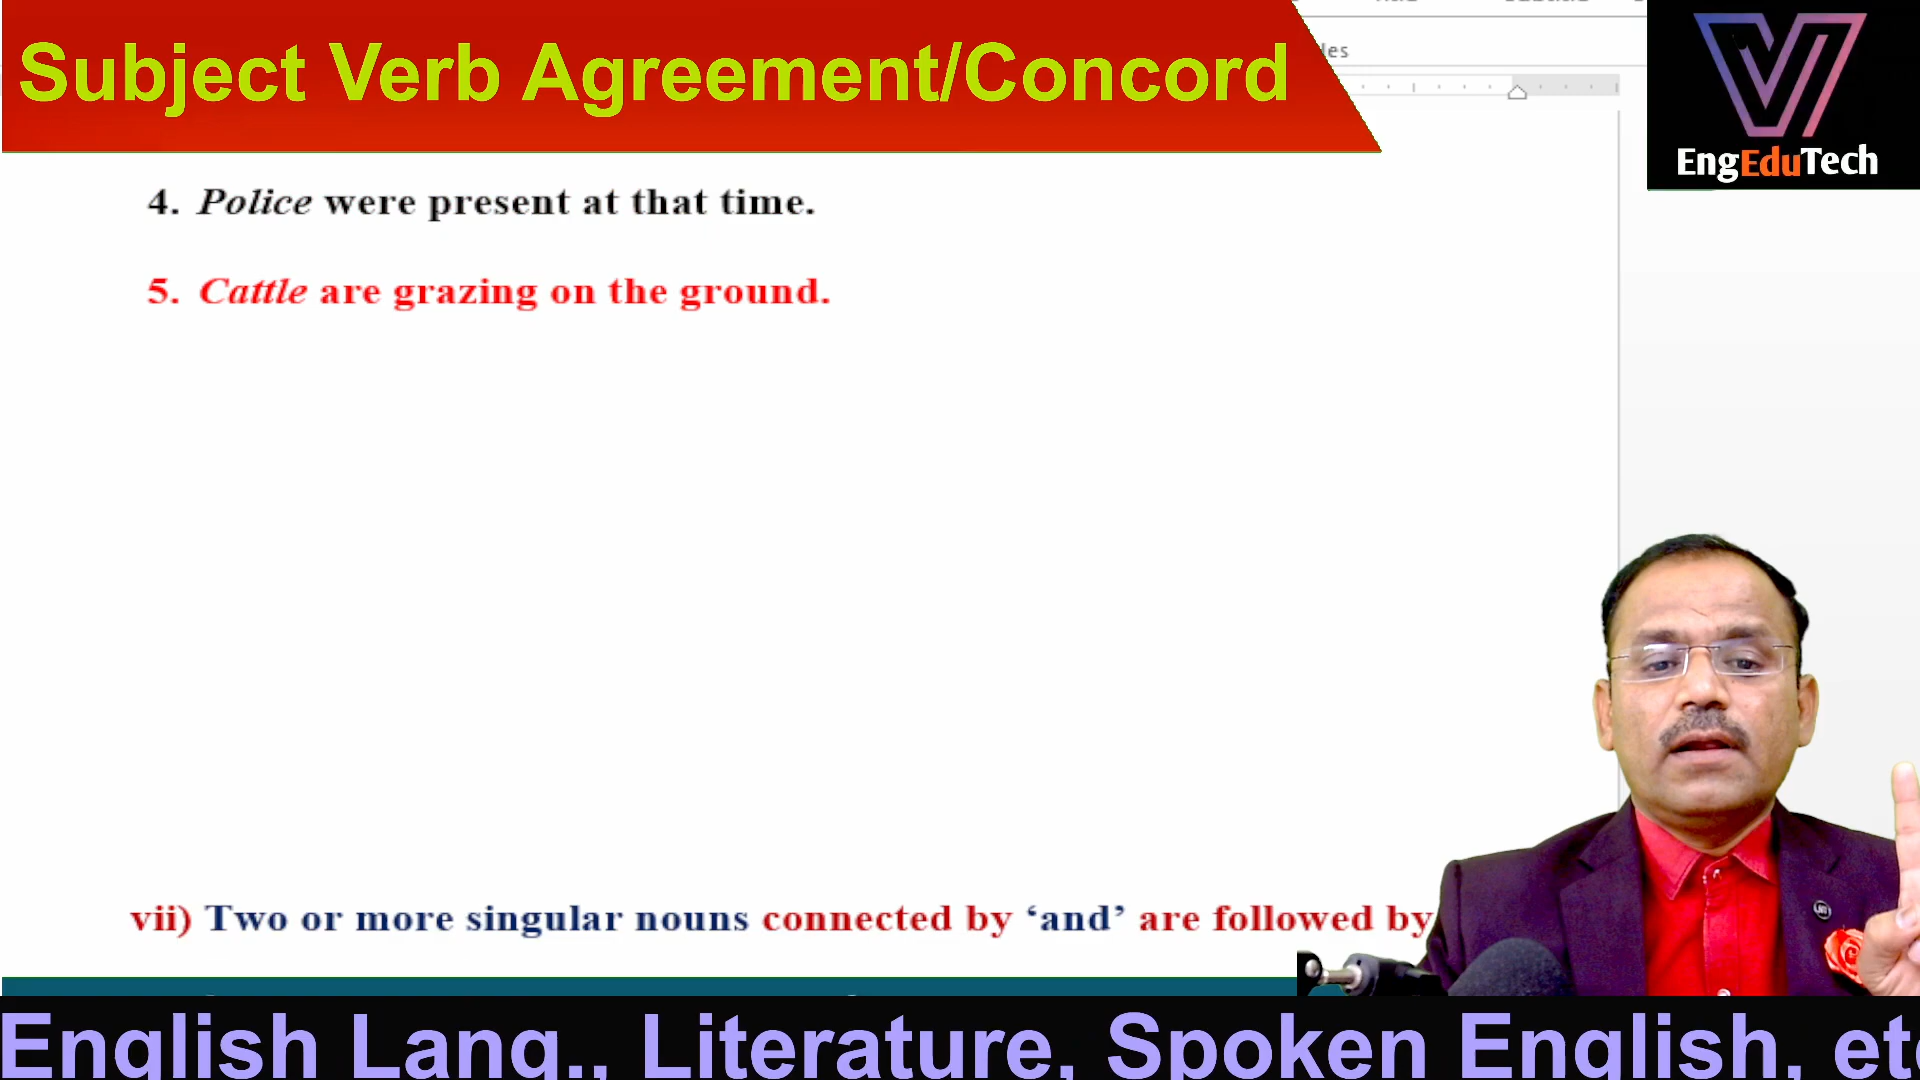 Subject Verb Agreement/Concord
EngEduTech
4. Police were present at that time.
5. Cattle are grazing on the ground.
vii) Two or more singular nouns connected by ‘and’ are followed by
English Lang., Literature, Spoken English, etc